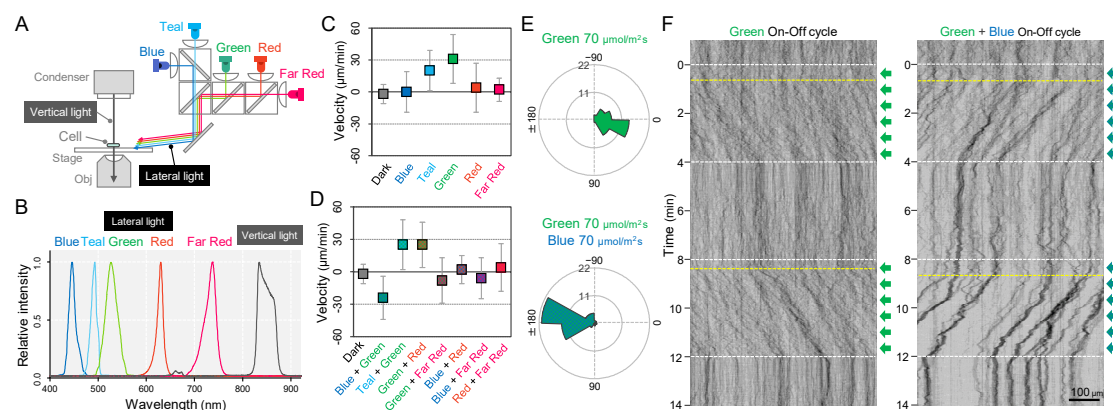 A
Teal
Blue
Green
Red
Far Red
Condenser
Vertical light
Cell
Stage
Obj
Lateral light
B
Lateral light
Vertical light
Blue Teal Green Red Far Red
Relative intensity
1.0
0.5
0.0
400 500 600 700 800 900
Wavelength (nm)
C
Velocity (µm/min)
60
30
0
-30
-60
Dark
Blue
Teal
Green
Red
Far Red
D
Velocity (µm/min)
60
30
0
-30
-60
Dark
Blue + Green
Teal + Green
Green + Red
Green + Far Red
Blue + Red
Blue + Far Red
Red + Far Red
E
Green 70 µmol/m²s
−90
22
11
± 180
0
90
Green 70 µmol/m²s
Blue 70 µmol/m²s
−90
22
11
± 180
0
90
F
Green On-Off cycle
Green + Blue On-Off cycle
Time (min)
0
2
4
6
8
10
12
14
0
2
4
6
8
10
12
14
100 µm